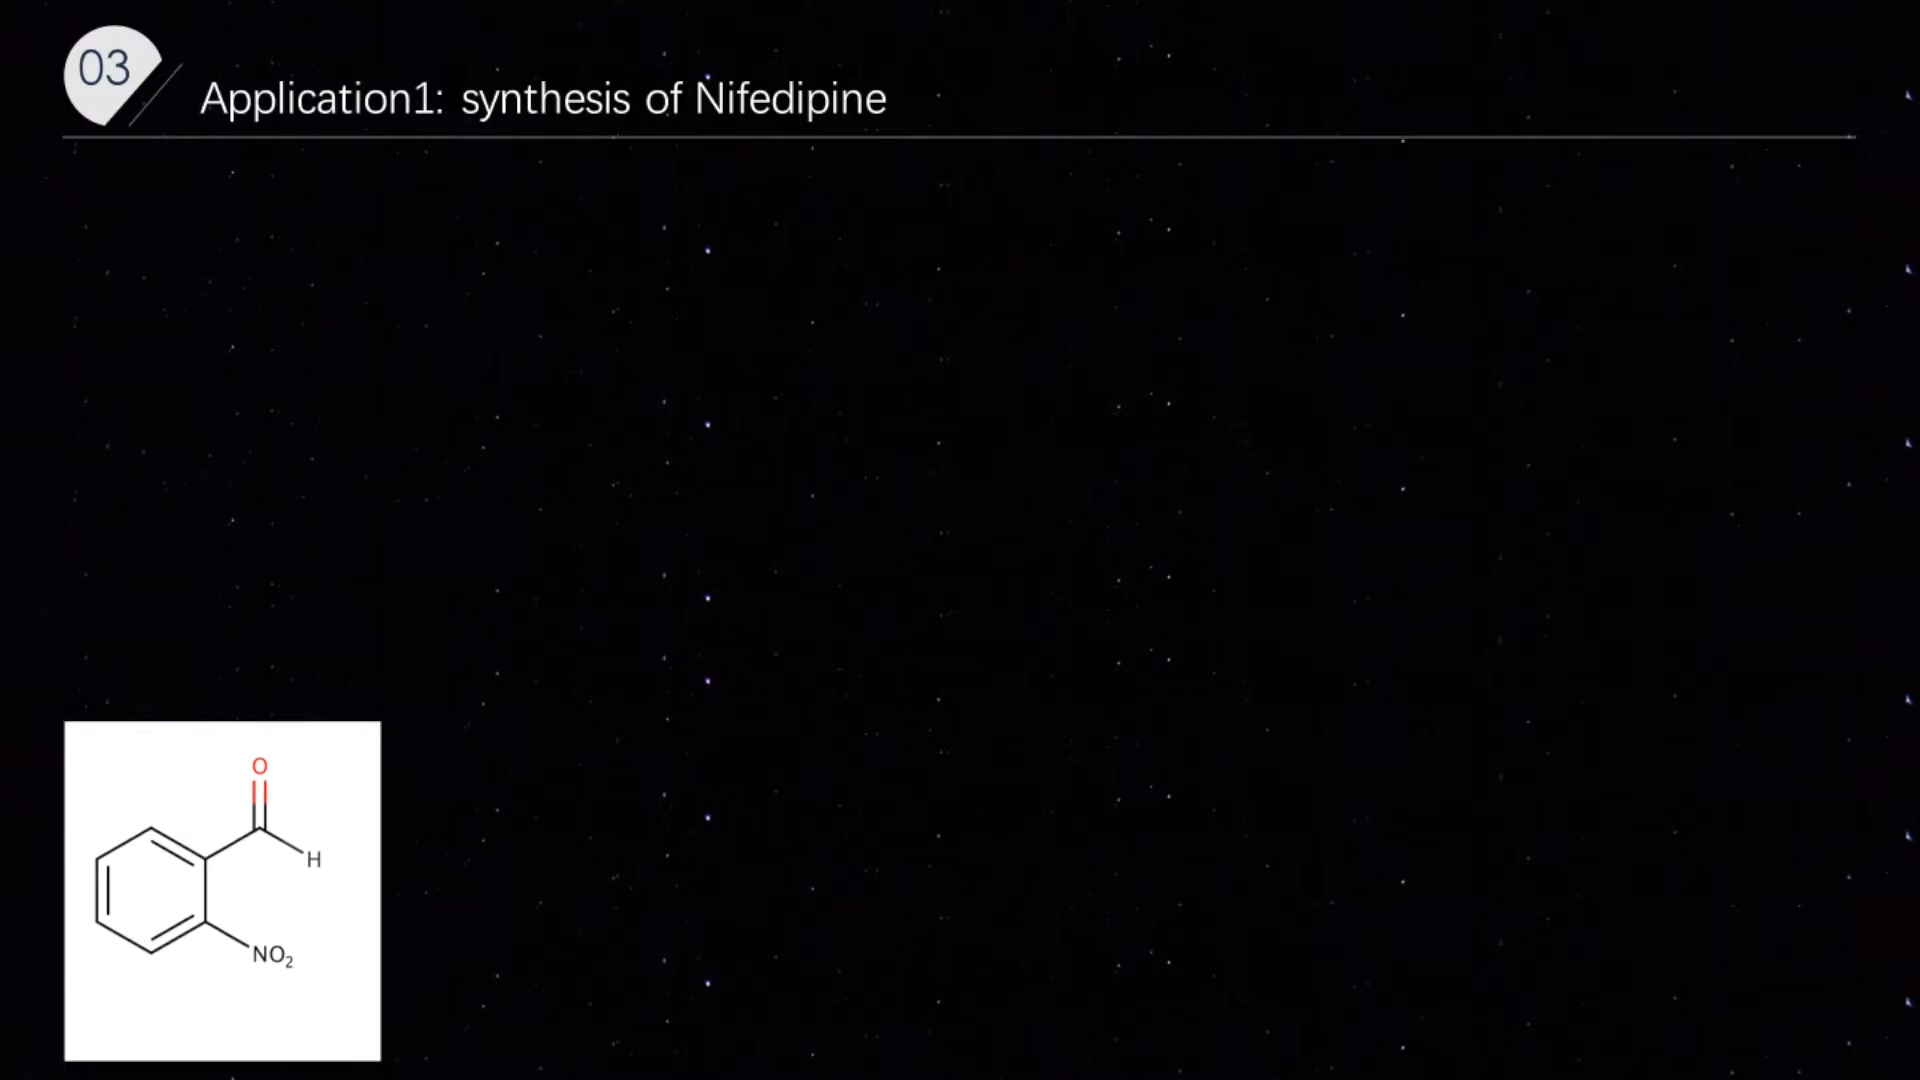 03
Application1: synthesis of Nifedipine
O
H
NO₂